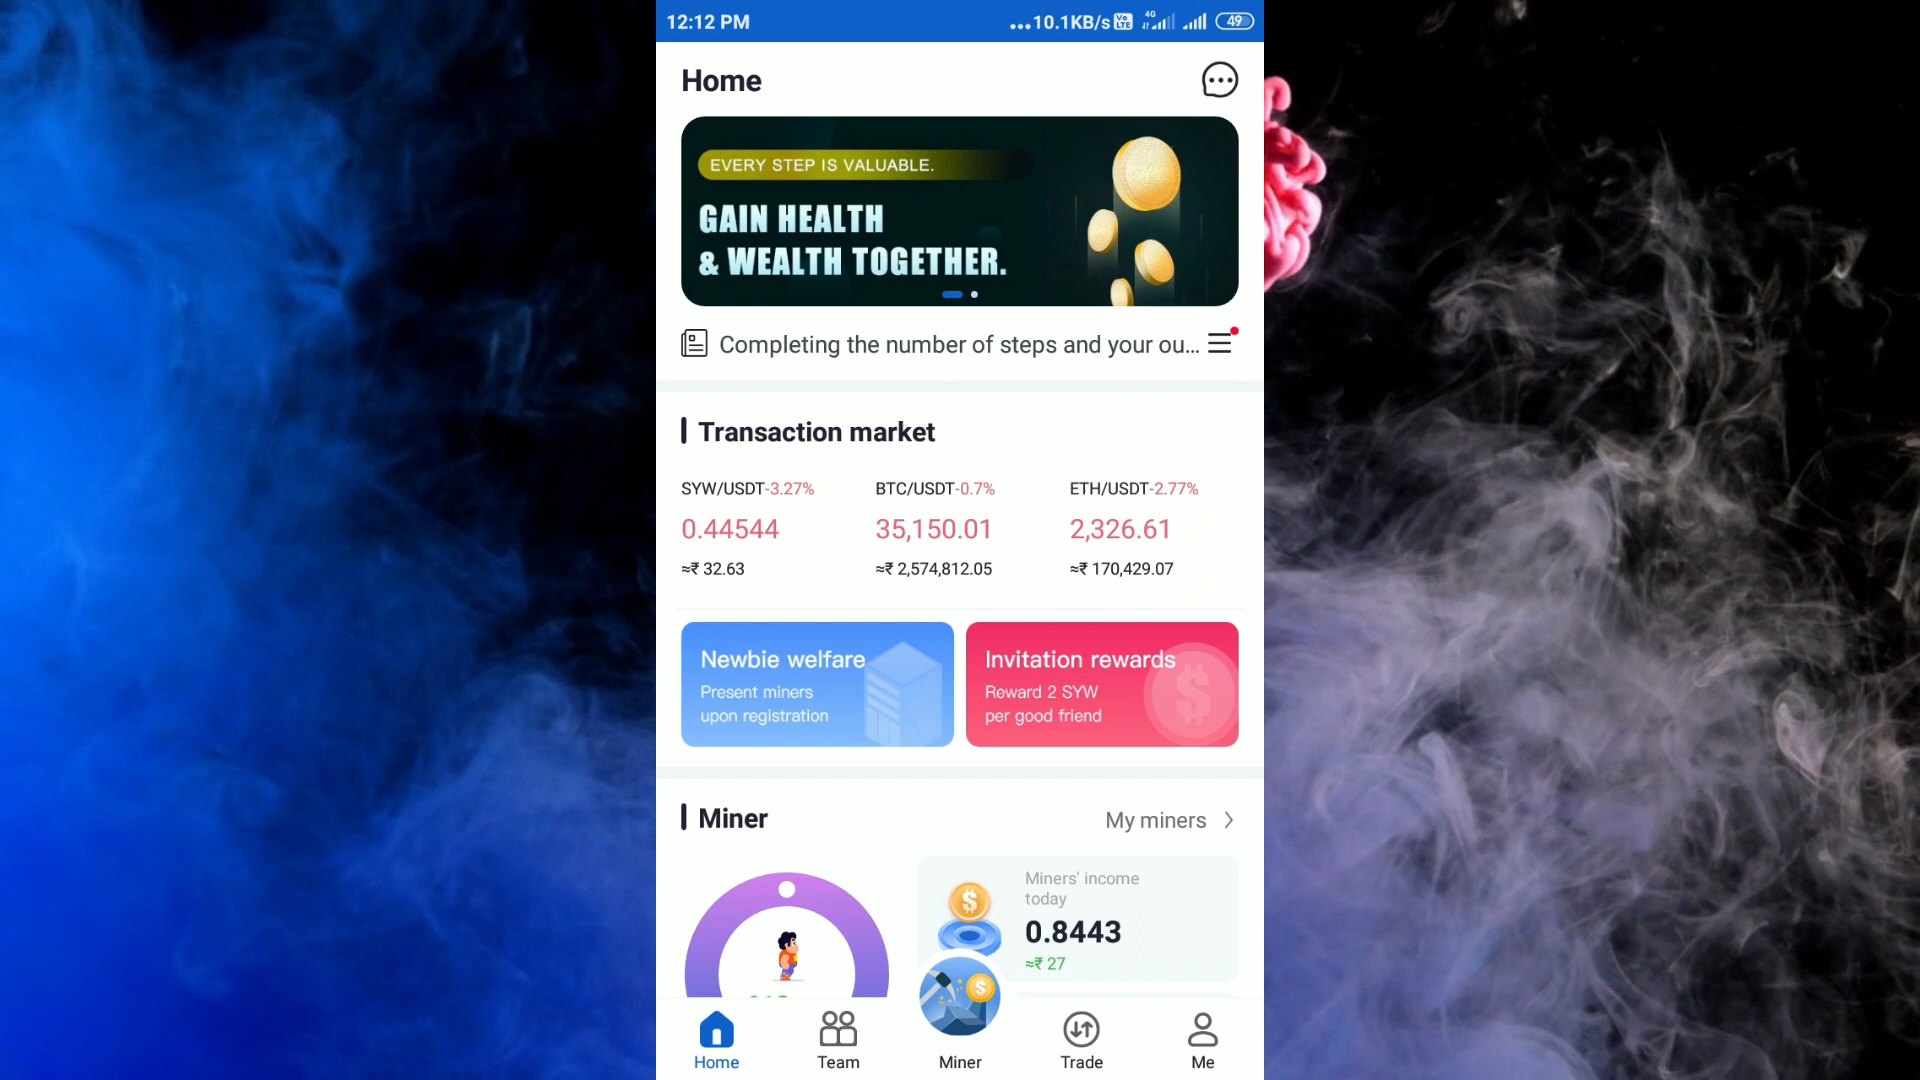 12:12 PM
...10.1KB/s Vo LTE 4G 49
Home
EVERY STEP IS VALUABLE.
SYW
GAIN HEALTH
& WEALTH TOGETHER.
Completing the number of steps and your ou...
Transaction market
SYW/USDT-3.27% BTC/USDT-0.7% ETH/USDT-2.77%
0.44544 35,150.01 2,326.61
≈₹ 32.63 ≈₹ 2,574,812.05 ≈₹ 170,429.07
Newbie welfare
Present miners
upon registration
Invitation rewards
Reward 2 SYW
per good friend
$
Miner My miners
Miners' income
today
0.8443
≈₹ 27
$
$
Home Team Miner Trade Me